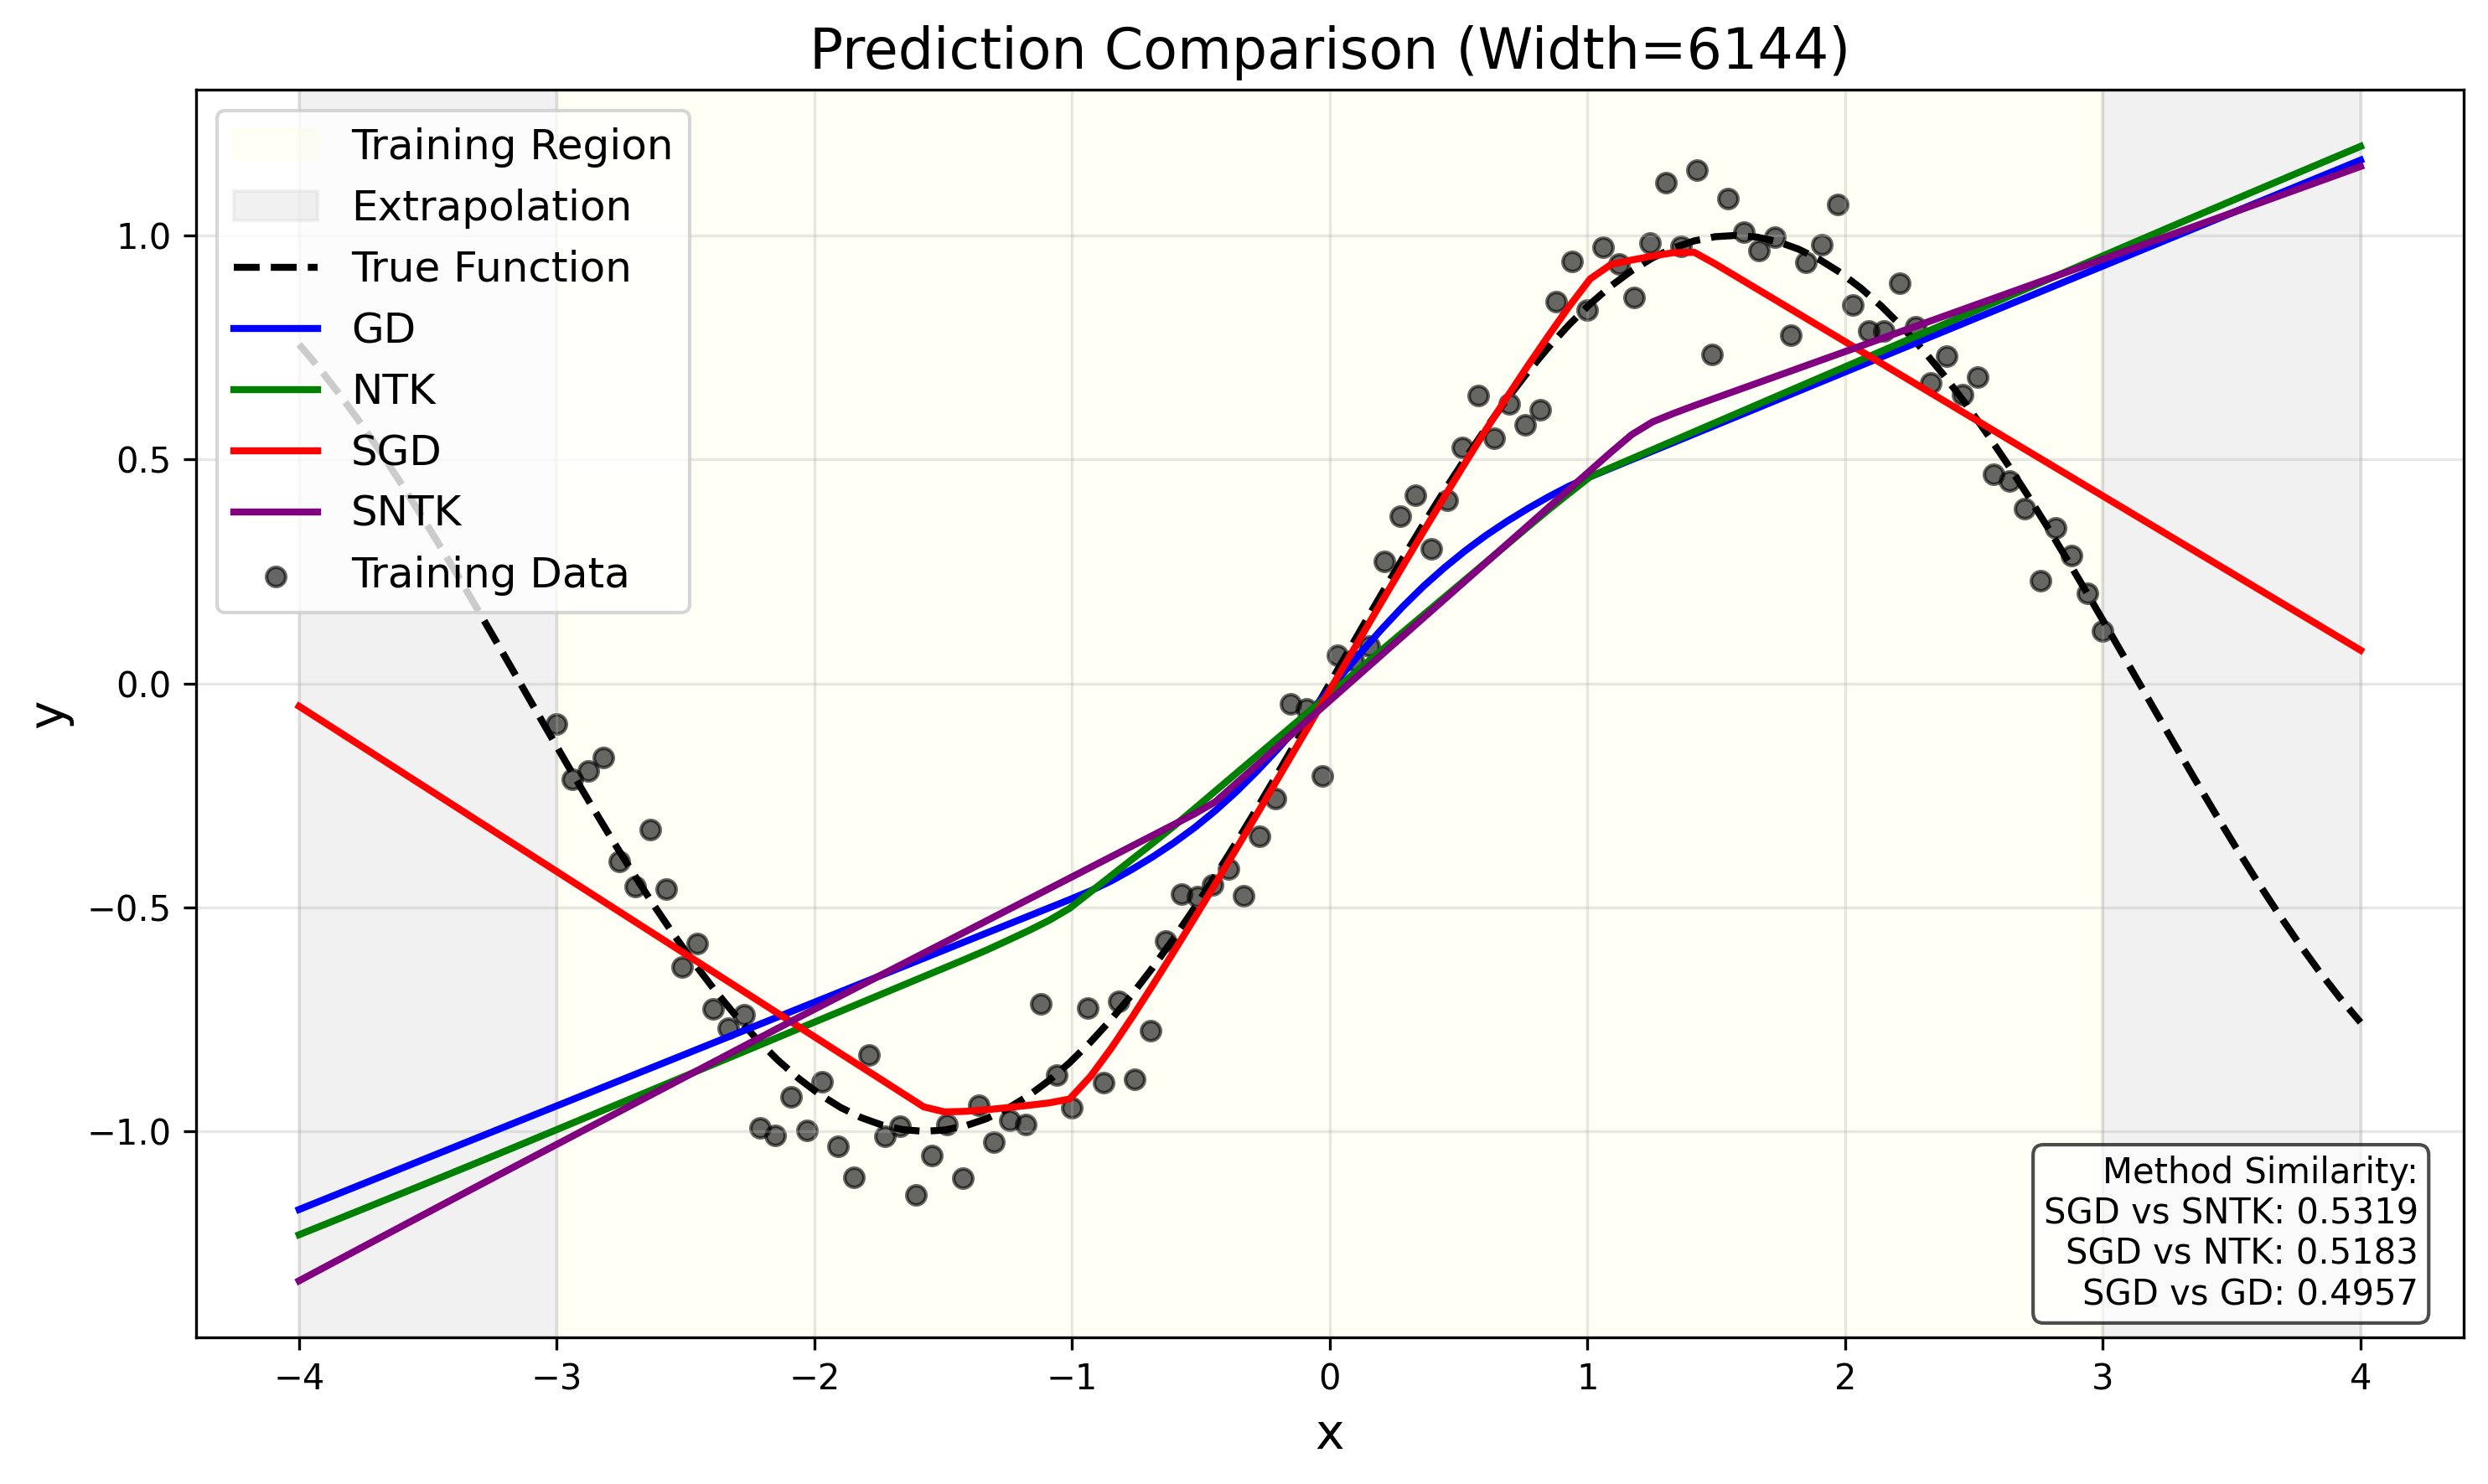 Prediction Comparison (Width=6144)
Training Region
Extrapolation
True Function
GD
NTK
SGD
SNTK
Training Data
1.0
0.5
0.0
−0.5
−1.0
y
Method Similarity:
SGD vs SNTK: 0.5319
SGD vs NTK: 0.5183
SGD vs GD: 0.4957
−4 −3 −2 −1 0 1 2 3 4
x